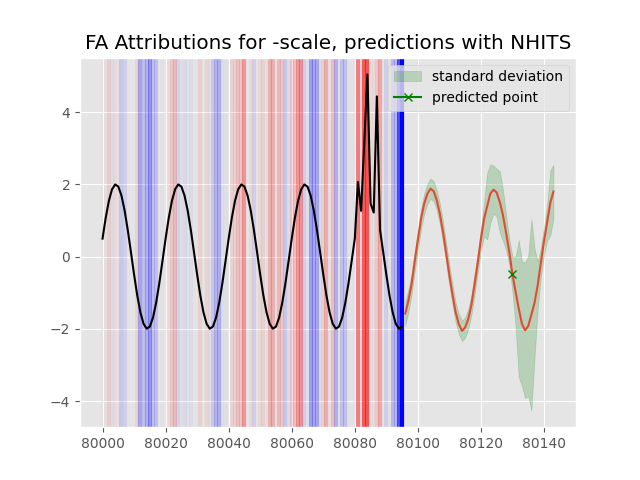 FA Attributions for -scale, predictions with NHITS
standard deviation
predicted point
4
2
0
−2
−4
80000 80020 80040 80060 80080 80100 80120 80140